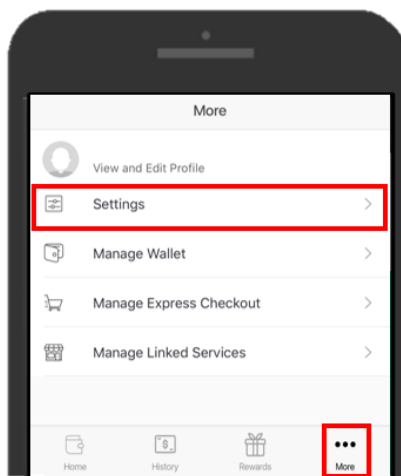 More
View and Edit Profile
Settings
Manage Wallet
Manage Express Checkout
Manage Linked Services
Home History Rewards More